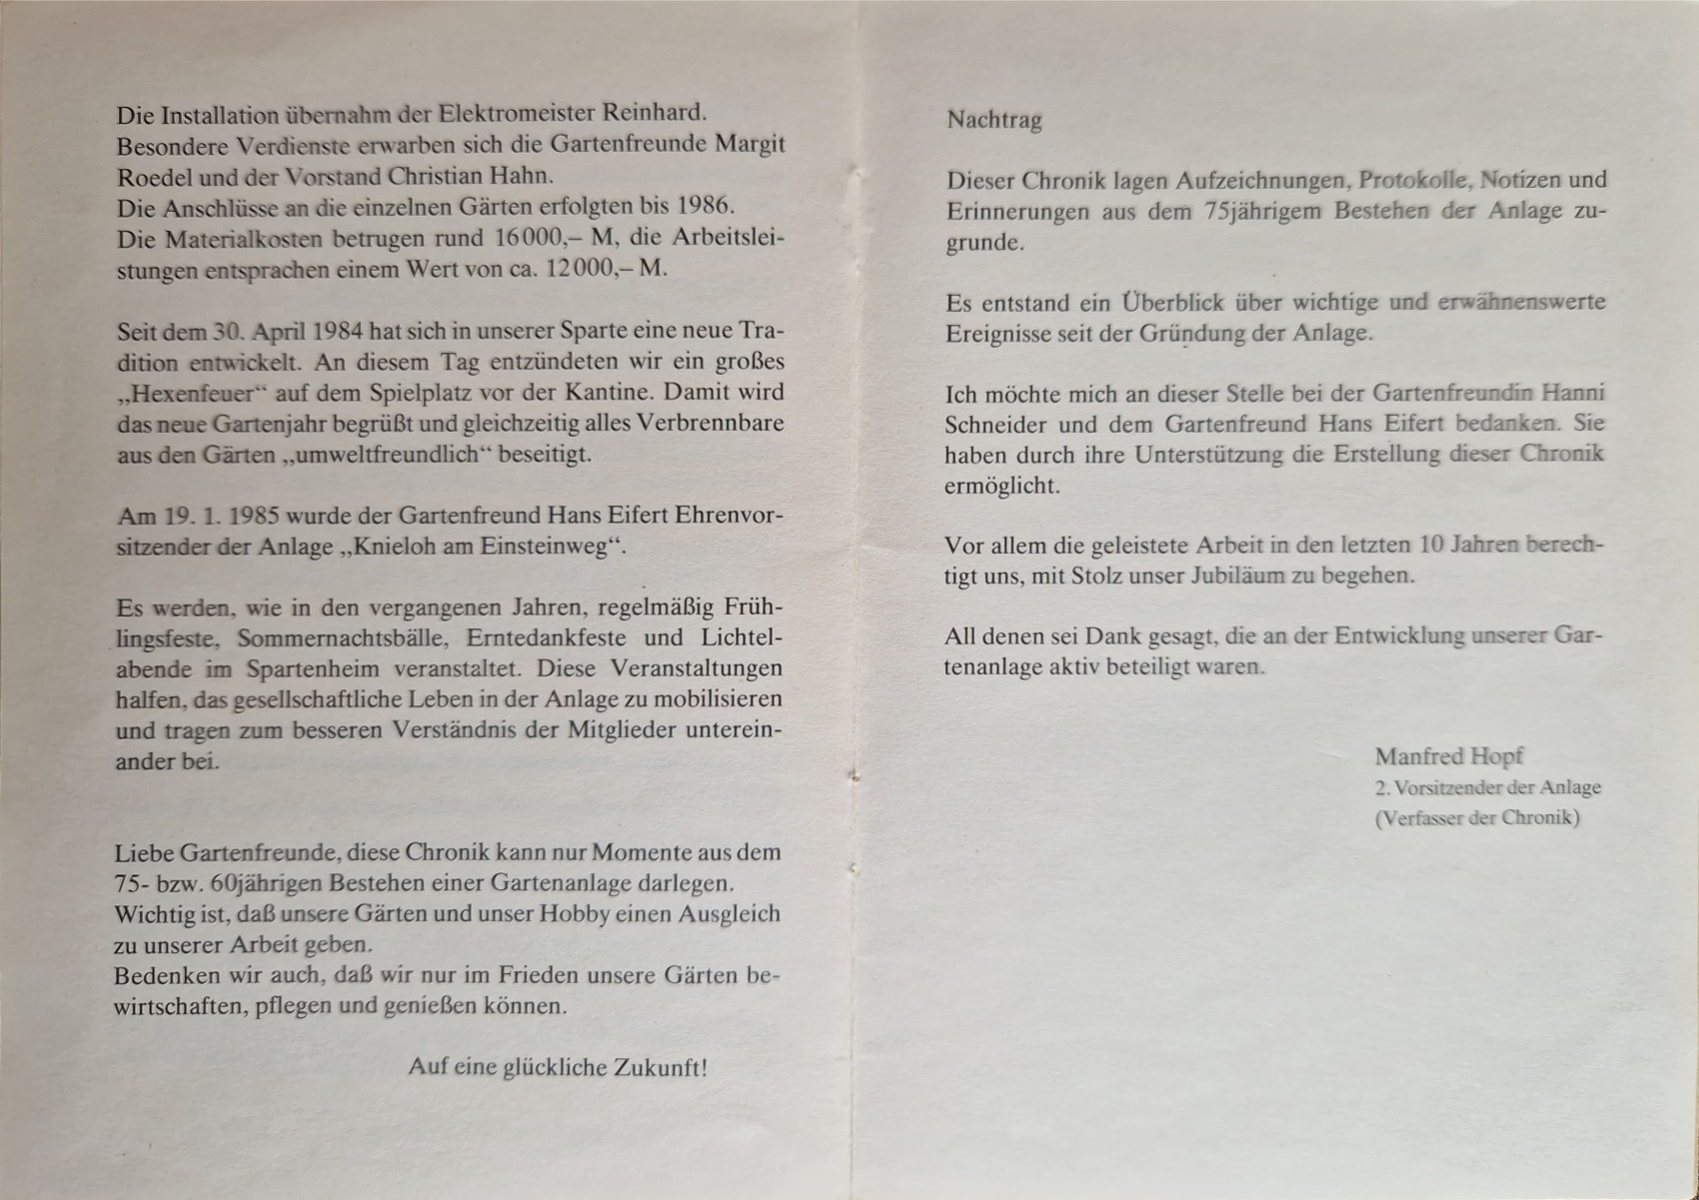 Die Installation übernahm der Elektromeister Reinhard.
Besondere Verdienste erwarben sich die Gartenfreunde Margit
Roedel und der Vorstand Christian Hahn.
Die Anschlüsse an die einzelnen Gärten erfolgten bis 1986.
Die Materialkosten betrugen rund 16000,– M, die Arbeitslei-
stungen entsprachen einem Wert von ca. 12000,– M.
Seit dem 30. April 1984 hat sich in unserer Sparte eine neue Tra-
dition entwickelt. An diesem Tag entzündeten wir ein großes
„Hexenfeuer“ auf dem Spielplatz vor der Kantine. Damit wird
das neue Gartenjahr begrüßt und gleichzeitig alles Verbrennbare
aus den Gärten „umweltfreundlich“ beseitigt.
Am 19. 1. 1985 wurde der Gartenfreund Hans Eifert Ehrenvor-
sitzender der Anlage „Knieloh am Einsteinweg“.
Es werden, wie in den vergangenen Jahren, regelmäßig Früh-
lingsfeste, Sommernachtsbälle, Erntedankfeste und Lichtel-
abende im Spartenheim veranstaltet. Diese Veranstaltungen
halfen, das gesellschaftliche Leben in der Anlage zu mobilisieren
und tragen zum besseren Verständnis der Mitglieder unterein-
ander bei.
Liebe Gartenfreunde, diese Chronik kann nur Momente aus dem
75- bzw. 60jährigen Bestehen einer Gartenanlage darlegen.
Wichtig ist, daß unsere Gärten und unser Hobby einen Ausgleich
zu unserer Arbeit geben.
Bedenken wir auch, daß wir nur im Frieden unsere Gärten be-
wirtschaften, pflegen und genießen können.
Auf eine glückliche Zukunft!
Nachtrag
Dieser Chronik lagen Aufzeichnungen, Protokolle, Notizen und
Erinnerungen aus dem 75jährigem Bestehen der Anlage zu-
grunde.
Es entstand ein Überblick über wichtige und erwähnenswerte
Ereignisse seit der Gründung der Anlage.
Ich möchte mich an dieser Stelle bei der Gartenfreundin Hanni
Schneider und dem Gartenfreund Hans Eifert bedanken. Sie
haben durch ihre Unterstützung die Erstellung dieser Chronik
ermöglicht.
Vor allem die geleistete Arbeit in den letzten 10 Jahren berech-
tigt uns, mit Stolz unser Jubiläum zu begehen.
All denen sei Dank gesagt, die an der Entwicklung unserer Gar-
tenanlage aktiv beteiligt waren.
Manfred Hopf
2. Vorsitzender der Anlage
(Verfasser der Chronik)